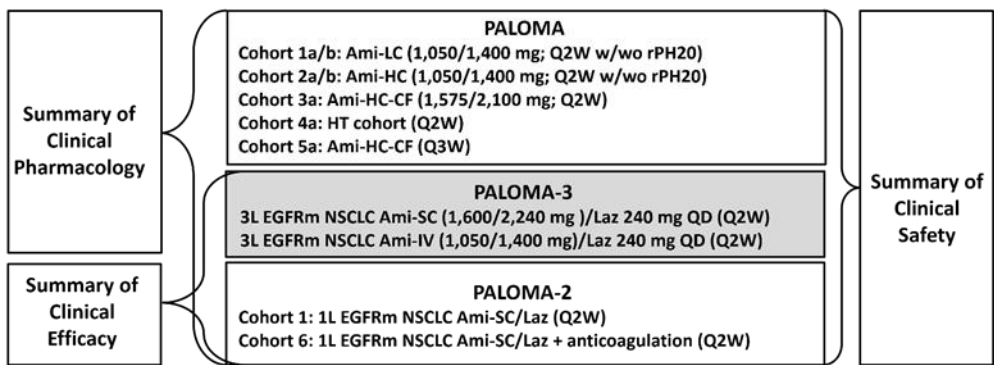 Summary of
Clinical
Pharmacology
Summary of
Clinical
Efficacy
PALOMA
Cohort 1a/b: Ami-LC (1,050/1,400 mg; Q2W w/wo rPH20)
Cohort 2a/b: Ami-HC (1,050/1,400 mg; Q2W w/wo rPH20)
Cohort 3a: Ami-HC-CF (1,575/2,100 mg; Q2W)
Cohort 4a: HT cohort (Q2W)
Cohort 5a: Ami-HC-CF (Q3W)
PALOMA-3
3L EGFRm NSCLC Ami-SC (1,600/2,240 mg )/Laz 240 mg QD (Q2W)
3L EGFRm NSCLC Ami-IV (1,050/1,400 mg)/Laz 240 mg QD (Q2W)
PALOMA-2
Cohort 1: 1L EGFRm NSCLC Ami-SC/Laz (Q2W)
Cohort 6: 1L EGFRm NSCLC Ami-SC/Laz + anticoagulation (Q2W)
Summary of
Clinical
Safety